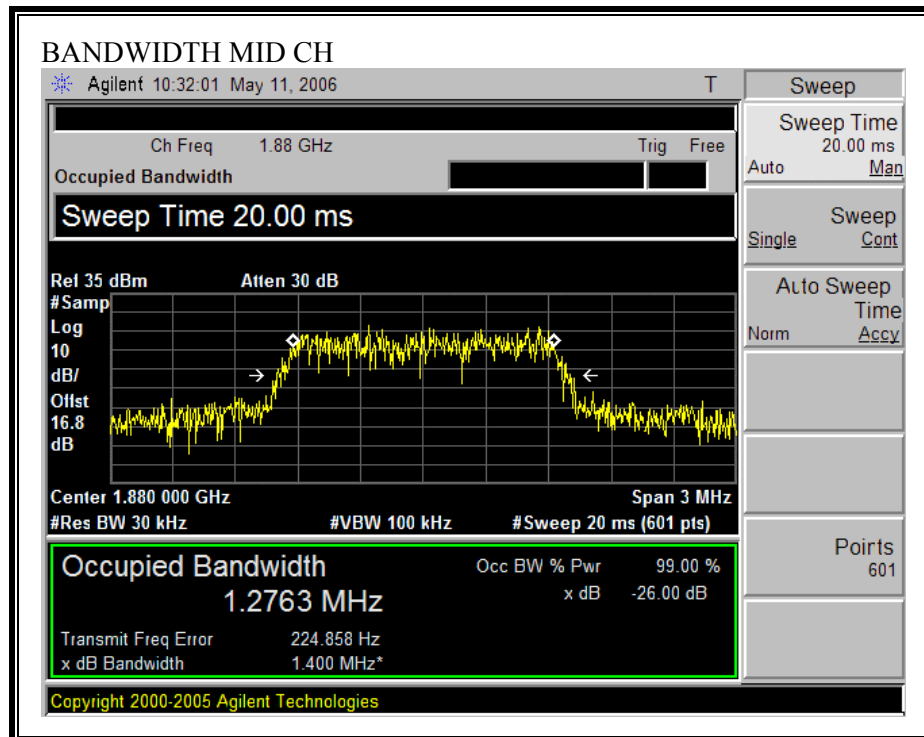 BANDWIDTH MID CH
Agilent 10:32:01 May 11, 2006 T
Sweep
Ch Freq 1.88 GHz Trig Free
Occupied Bandwidth
Sweep Time 20.00 ms
Sweep Time
20.00 ms
Auto Man
Sweep
Single Cont
Auto Sweep
Time
Norm Accy
Points
601
Ref 35 dBm Atten 30 dB
#Samp
Log
10
dB/
Offst
16.8
dB
Center 1.880 000 GHz Span 3 MHz
#Res BW 30 kHz #VBW 100 kHz #Sweep 20 ms (601 pts)
Occupied Bandwidth Occ BW % Pwr 99.00 %
1.2763 MHz x dB -26.00 dB
Transmit Freq Error 224.858 Hz
x dB Bandwidth 1.400 MHz*
Copyright 2000-2005 Agilent Technologies